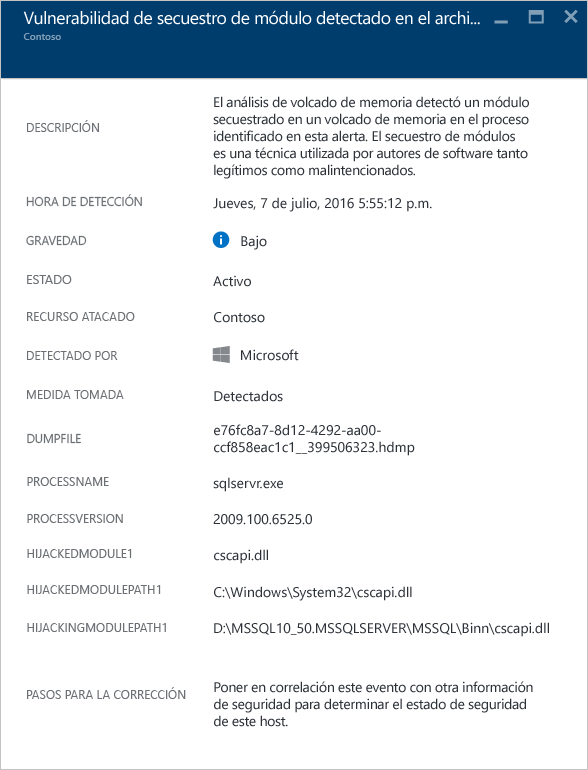 Vulnerabilidad de secuestro de módulo detectado en el archi...
Contoso
DESCRIPCIÓN
El análisis de volcado de memoria detectó un módulo
secuestrado en un volcado de memoria en el proceso
identificado en esta alerta. El secuestro de módulos
es una técnica utilizada por autores de software tanto
legítimos como malintencionados.
HORA DE DETECCIÓN
Jueves, 7 de julio, 2016 5:55:12 p.m.
GRAVEDAD
Bajo
ESTADO
Activo
RECURSO ATACADO
Contoso
DETECTADO POR
Microsoft
MEDIDA TOMADA
Detectados
DUMPFILE
e76fc8a7-8d12-4292-aa00-
ccf858eac1c1__399506323.hdmp
PROCESSNAME
sqlservr.exe
PROCESSVERSION
2009.100.6525.0
HIJACKEDMODULE1
cscapi.dll
HIJACKEDMODULEPATH1
C:\Windows\System32\cscapi.dll
HIJACKINGMODULEPATH1
D:\MSSQL10_50.MSSQLSERVER\MSSQL\Binn\cscapi.dll
PASOS PARA LA CORRECCIÓN
Poner en correlación este evento con otra información
de seguridad para determinar el estado de seguridad
de este host.